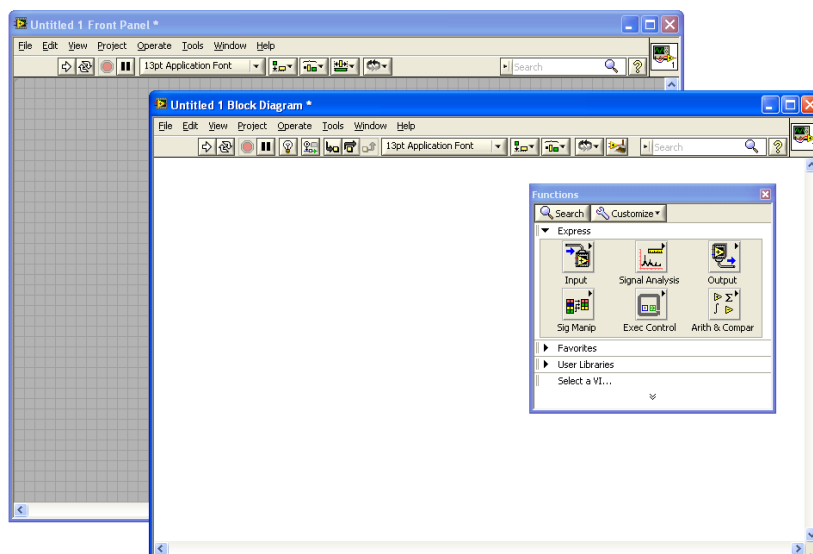 Untitled 1 Front Panel *
File Edit View Project Operate Tools Window Help
13pt Application Font Search ? 1
Untitled 1 Block Diagram *
File Edit View Project Operate Tools Window Help
13pt Application Font Search ?
Functions
Search Customize
Express
Input Signal Analysis Output
Sig Manip Exec Control Arith & Compar
Favorites
User Libraries
Select a VI...